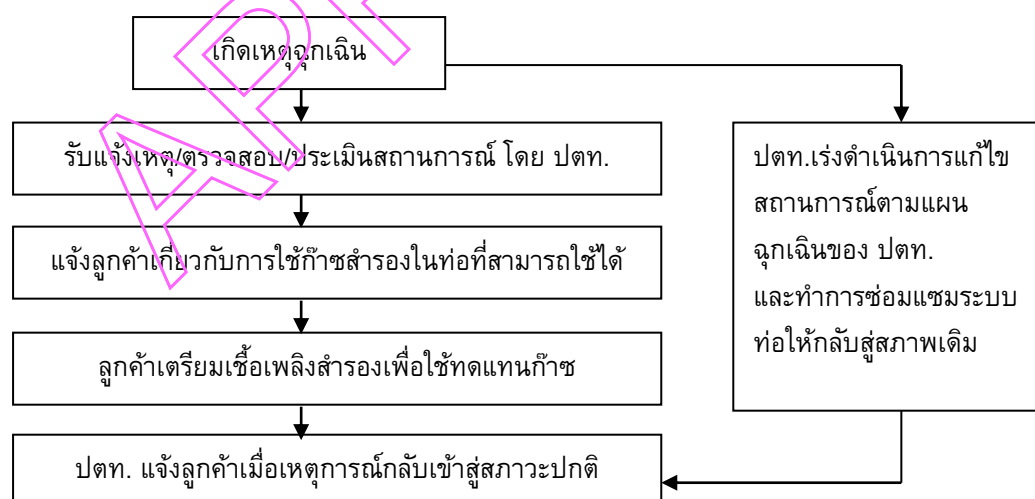 เกิดเหตุฉุกเฉิน
รับแจ้งเหตุ/ตรวจสอบ/ประเมินสถานการณ์ โดย ปตท.
แจ้งลูกค้าเกี่ยวกับการใช้ก๊าซสำรองในท่อที่สามารถใช้ได้
ลูกค้าเตรียมเชื้อเพลิงสำรองเพื่อใช้ทดแทนก๊าซ
ปตท. แจ้งลูกค้าเมื่อเหตุการณ์กลับเข้าสู่สภาวะปกติ
ปตท.เร่งดำเนินการแก้ไข
สถานการณ์ตามแผน
ฉุกเฉินของ ปตท.
และทำการซ่อมแซมระบบ
ท่อให้กลับสู่สภาพเดิม